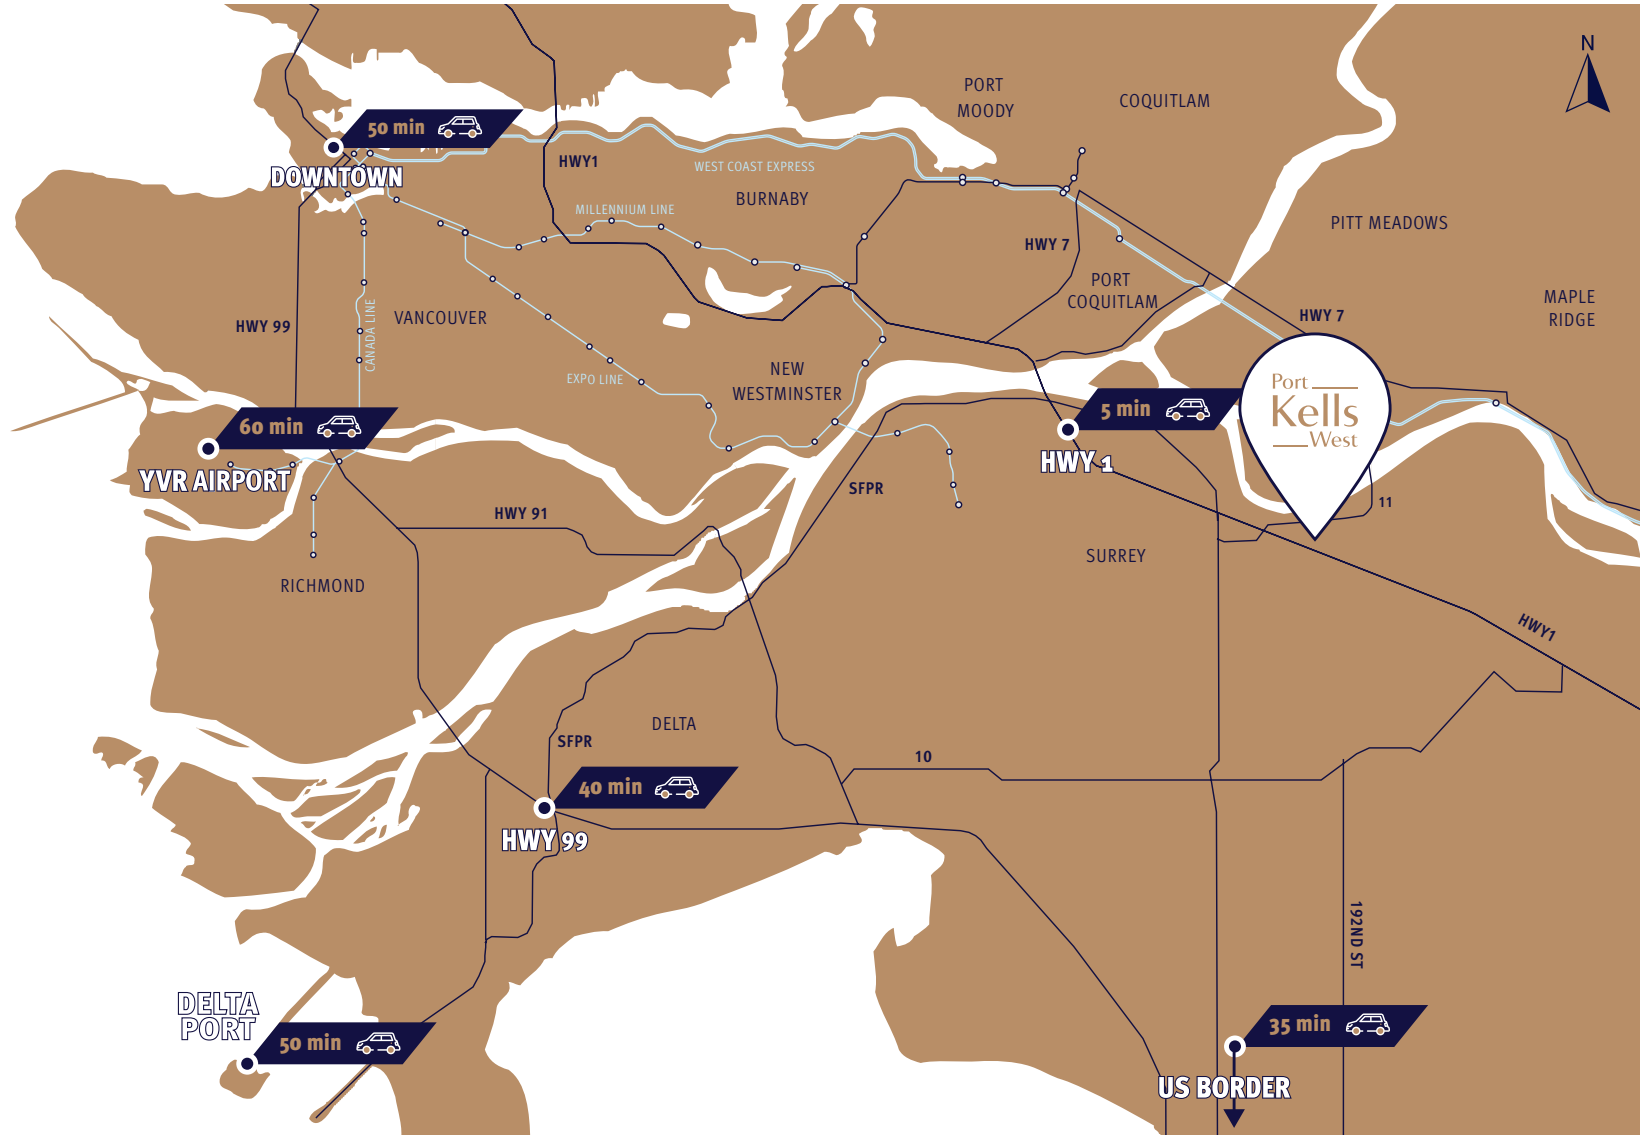 N
PORT
MOODY
COQUITLAM
50 min
DOWNTOWN
HWY1
WEST COAST EXPRESS
BURNABY
MILLENNIUM LINE
PITT MEADOWS
HWY 7
PORT
COQUITLAM
MAPLE
RIDGE
HWY 99
CANADA LINE
VANCOUVER
HWY 7
EXPO LINE
NEW
WESTMINSTER
Port
Kells
West
5 min
HWY 1
60 min
YVR AIRPORT
SFPR
HWY 91
11
SURREY
RICHMOND
HWY1
DELTA
SFPR
10
40 min
HWY 99
192ND ST
DELTA
PORT
50 min
35 min
US BORDER